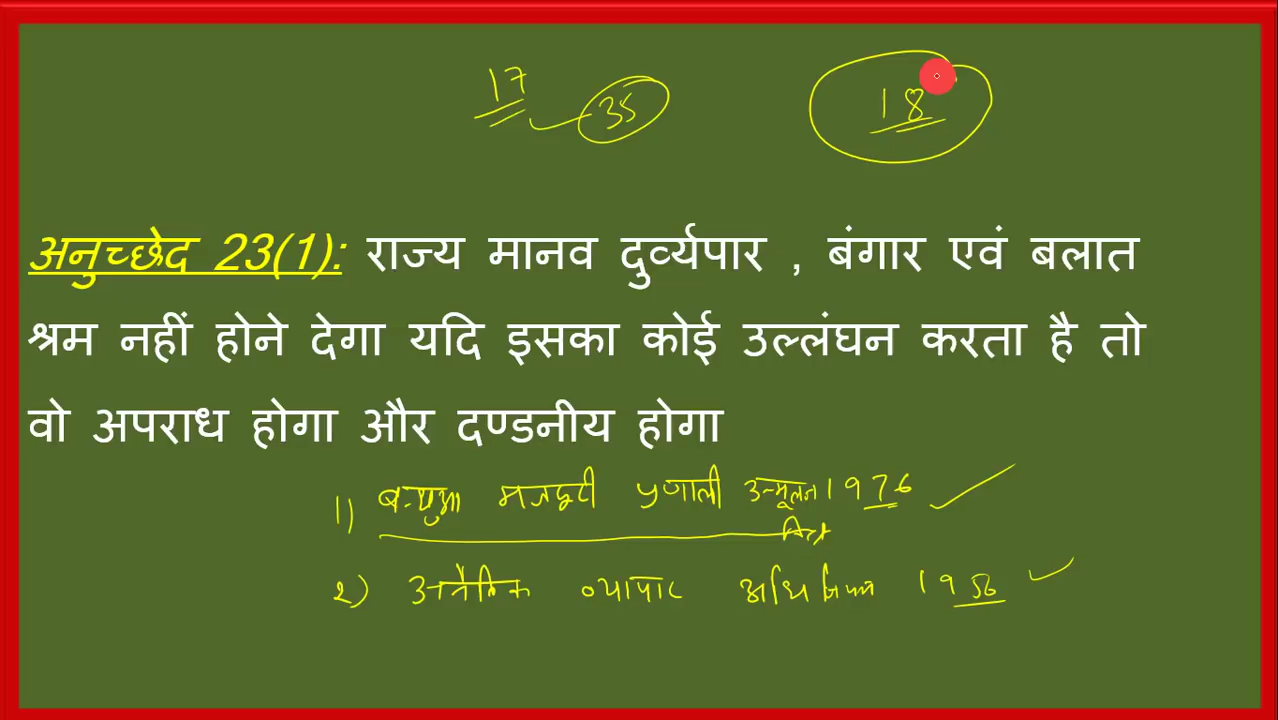 17 35 18
अनुच्छेद 23(1): राज्य मानव दुर्व्यपार , बंगार एवं बलात
श्रम नहीं होने देगा यदि इसका कोई उल्लंघन करता है तो
वो अपराध होगा और दण्डनीय होगा
1) बन्धुआ मजदूरी प्रणाली उन्मूलन 1976
2) अनैतिक व्यापार अधिनियम 1956